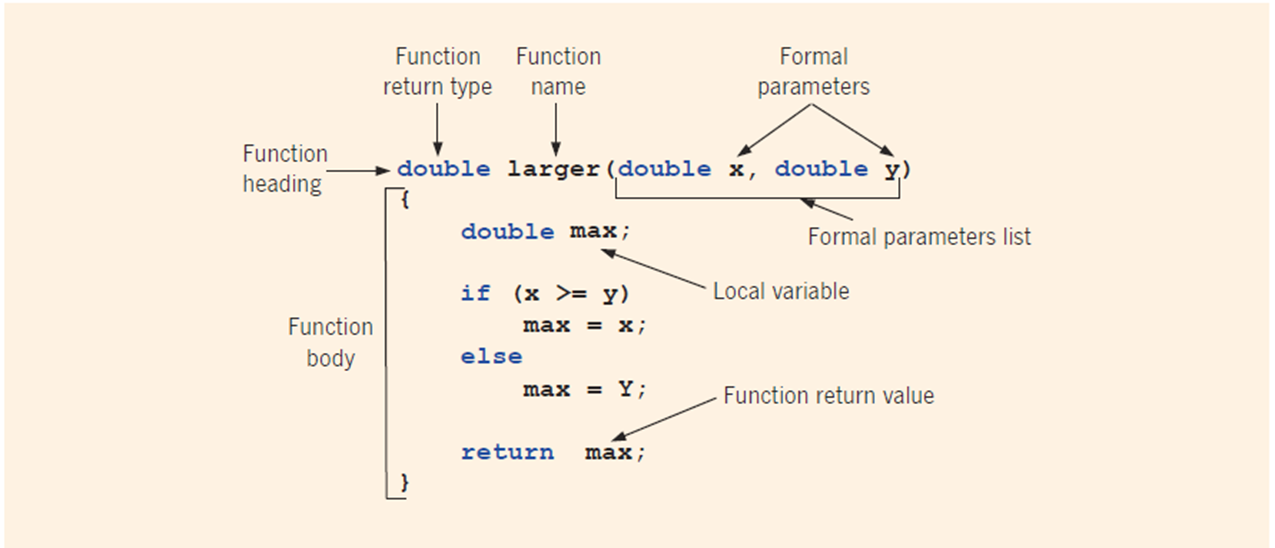 Function Function Formal
return type name parameters
Function
heading
double larger(double x, double y)
{
double max;
Formal parameters list
if (x >= y)
Local variable
max = x;
Function
body
else
max = Y;
Function return value
return max;
}